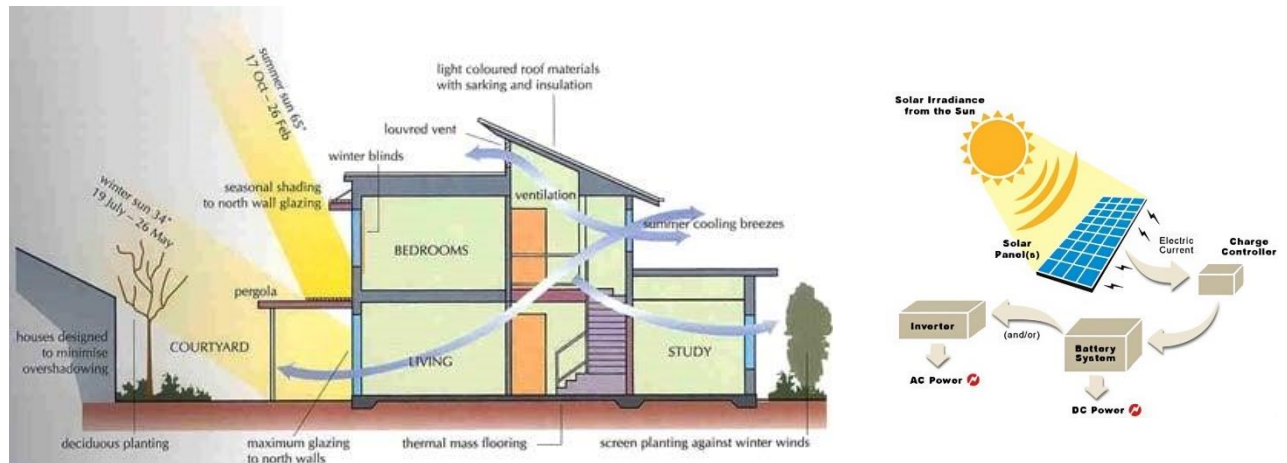 summer sun 65°
17 Oct – 26 Feb
winter sun 34°
19 July – 26 May
light coloured roof materials
with sarking and insulation
louvred vent
winter blinds
seasonal shading
to north wall glazing
ventilation
summer cooling breezes
BEDROOMS
pergola
houses designed
to minimise
overshadowing
COURTYARD
LIVING
STUDY
deciduous planting
maximum glazing
to north walls
thermal mass flooring
screen planting against winter winds
Solar Irradiance
from the Sun
Solar
Panel(s)
Electric
Current
Charge
Controller
Inverter
(and/or)
Battery
System
AC Power
DC Power